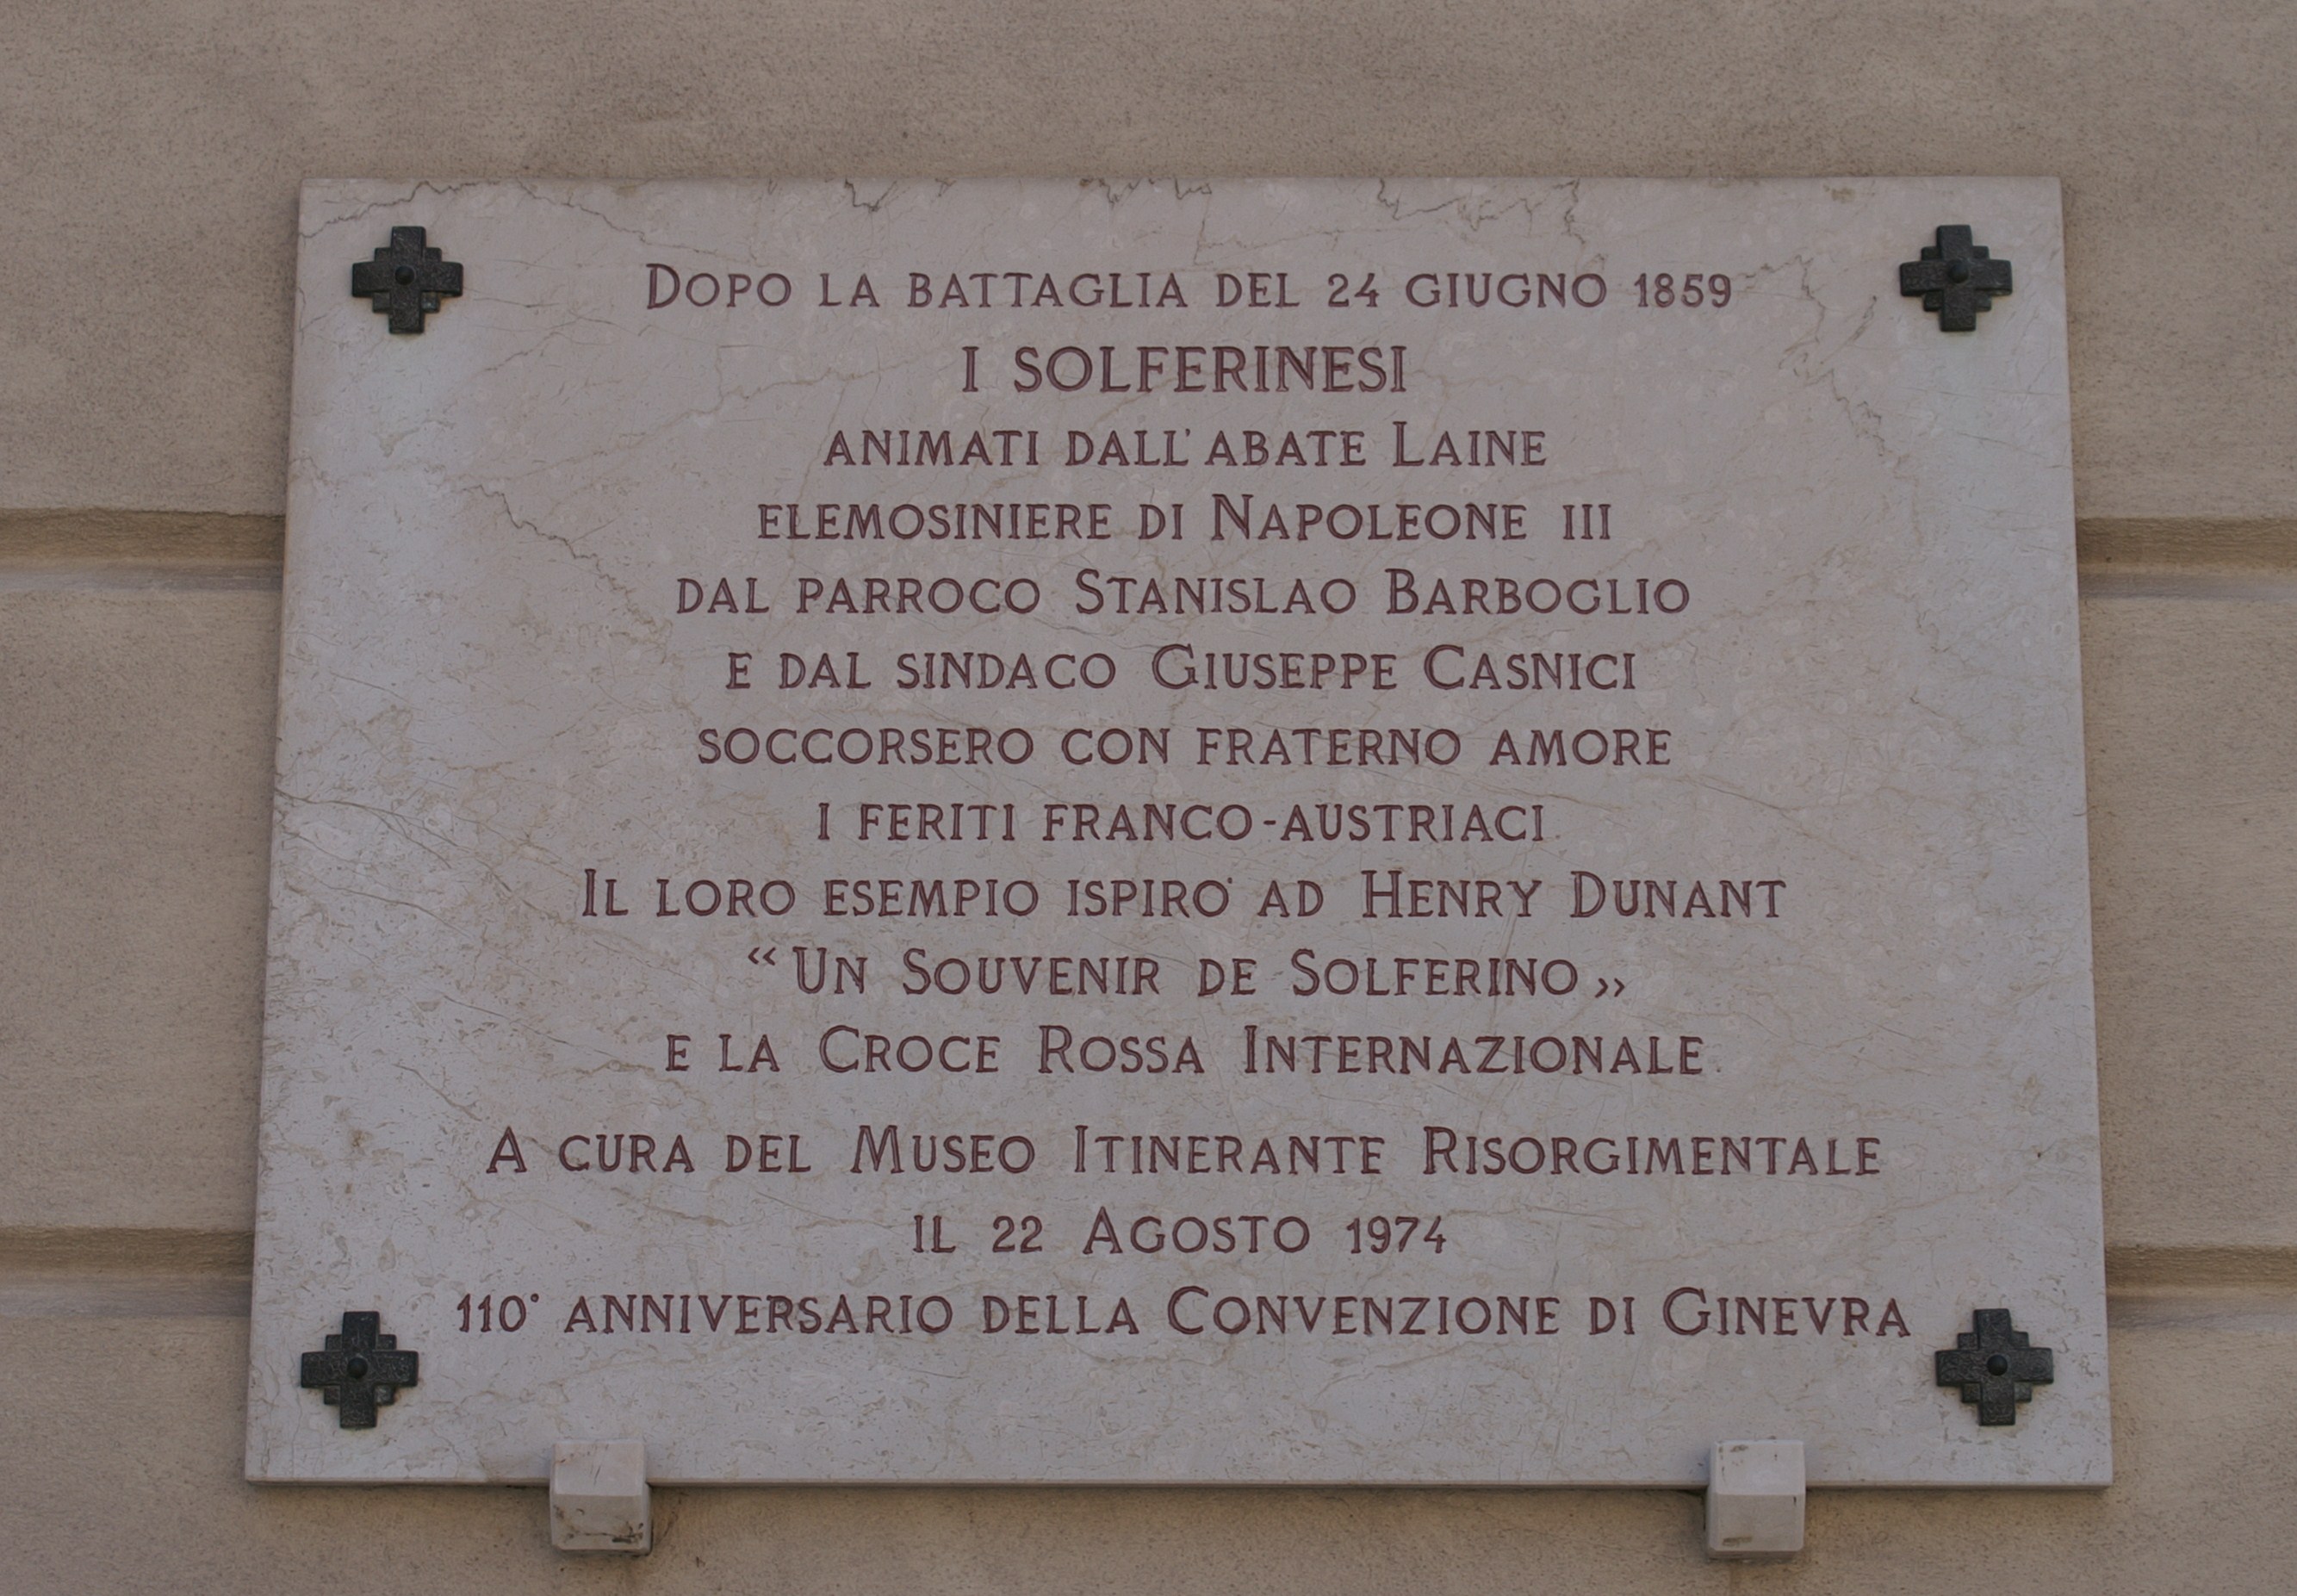 Dopo la battaglia del 24 giugno 1859
I SOLFERINESI
animati dall'abate Laine
elemosiniere di Napoleone III
dal parroco Stanislao Barboglio
e dal sindaco Giuseppe Casnici
soccorsero con fraterno amore
i feriti franco-austriaci.
Il loro esempio ispirò ad Henry Dunant
“Un Souvenir de Solferino„
e la Croce Rossa Internazionale.
A cura del Museo Itinerante Risorgimentale
il 22 Agosto 1974
110° anniversario della Convenzione di Ginevra